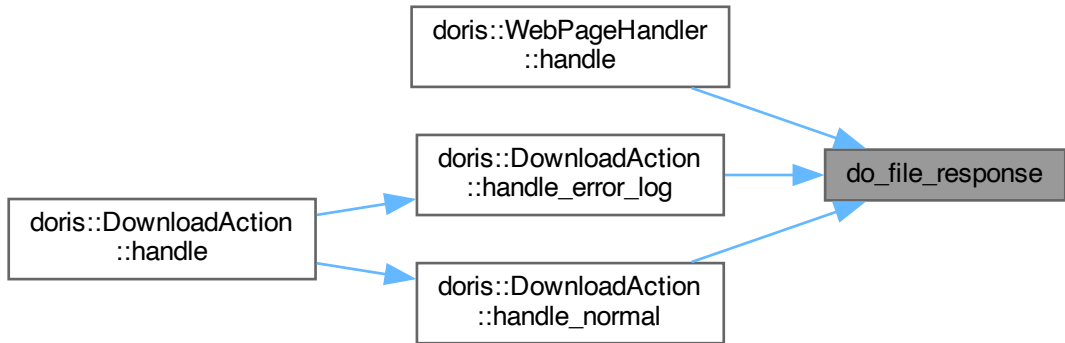 doris::WebPageHandler
::handle
doris::DownloadAction
::handle_error_log
do_file_response
doris::DownloadAction
::handle
doris::DownloadAction
::handle_normal